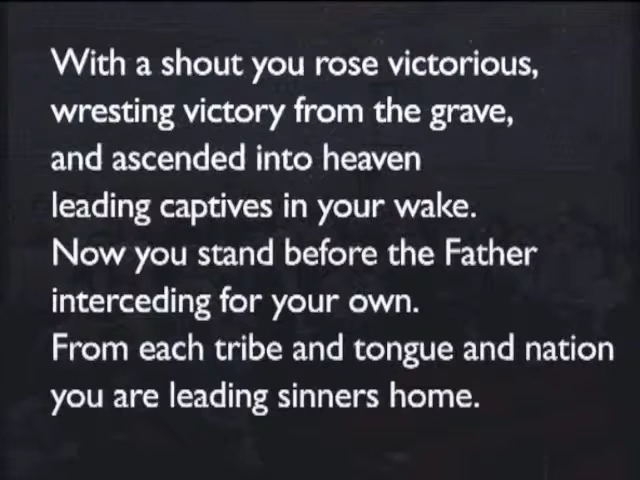 With a shout you rose victorious,
wresting victory from the grave,
and ascended into heaven
leading captives in your wake.
Now you stand before the Father
interceding for your own.
From each tribe and tongue and nation
you are leading sinners home.